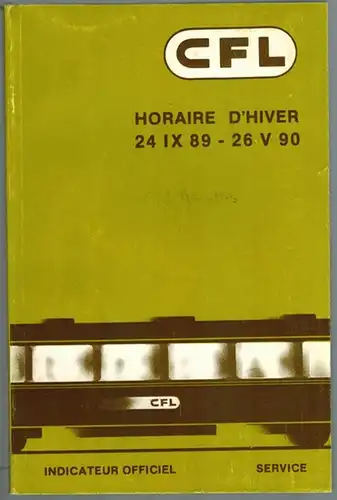 CFL
HORAIRE D'HIVER
24 IX 89 - 26 V 90
CFL
INDICATEUR OFFICIEL SERVICE